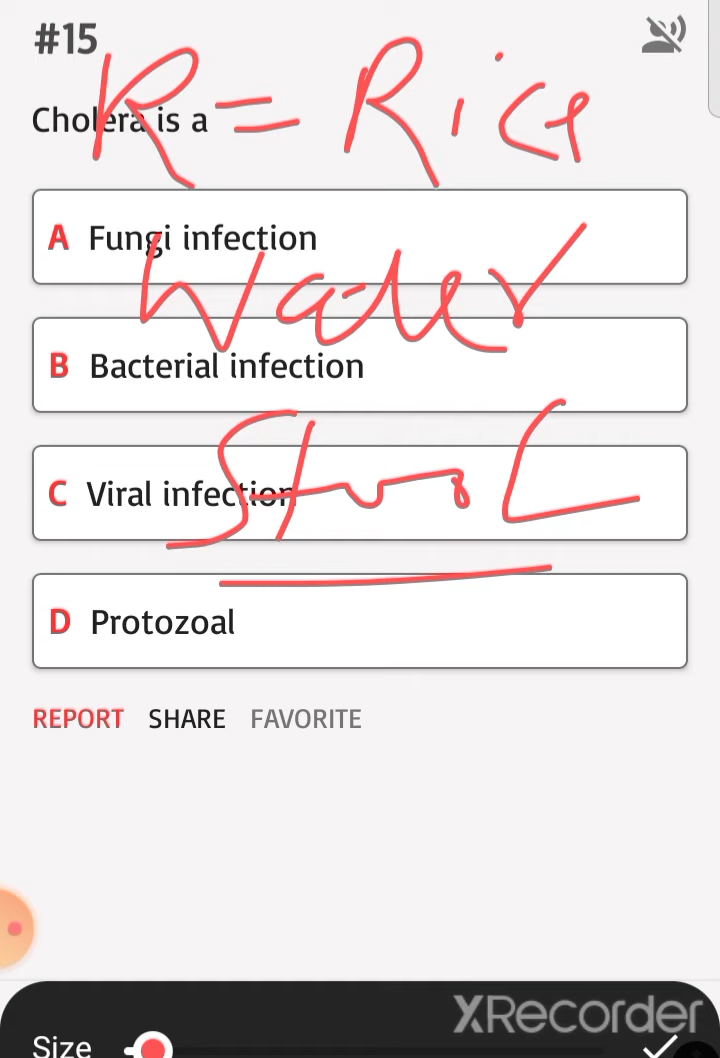 #15
R = Rice
Cholera is a
A Fungi infection
Water
B Bacterial infection
Stool
C Viral infection
D Protozoal
REPORT SHARE FAVORITE
XRecorder
Size